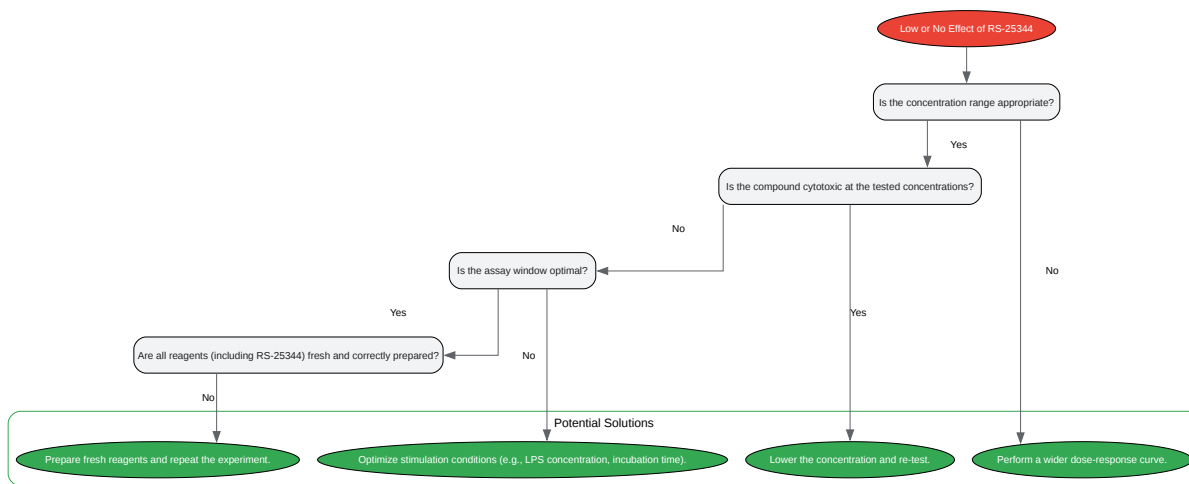 Low or No Effect of RS-25344
Is the concentration range appropriate?
Yes
Is the compound cytotoxic at the tested concentrations?
No
Is the assay window optimal?
No
Yes
Yes
Are all reagents (including RS-25344) fresh and correctly prepared?
No
No
Potential Solutions
Prepare fresh reagents and repeat the experiment.
Optimize stimulation conditions (e.g., LPS concentration, incubation time).
Lower the concentration and re-test.
Perform a wider dose-response curve.